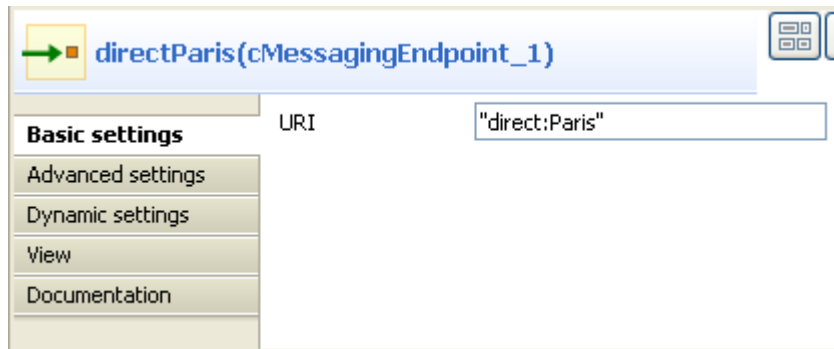 directParis(cMessagingEndpoint_1)
Basic settings
URI "direct:Paris"
Advanced settings
Dynamic settings
View
Documentation